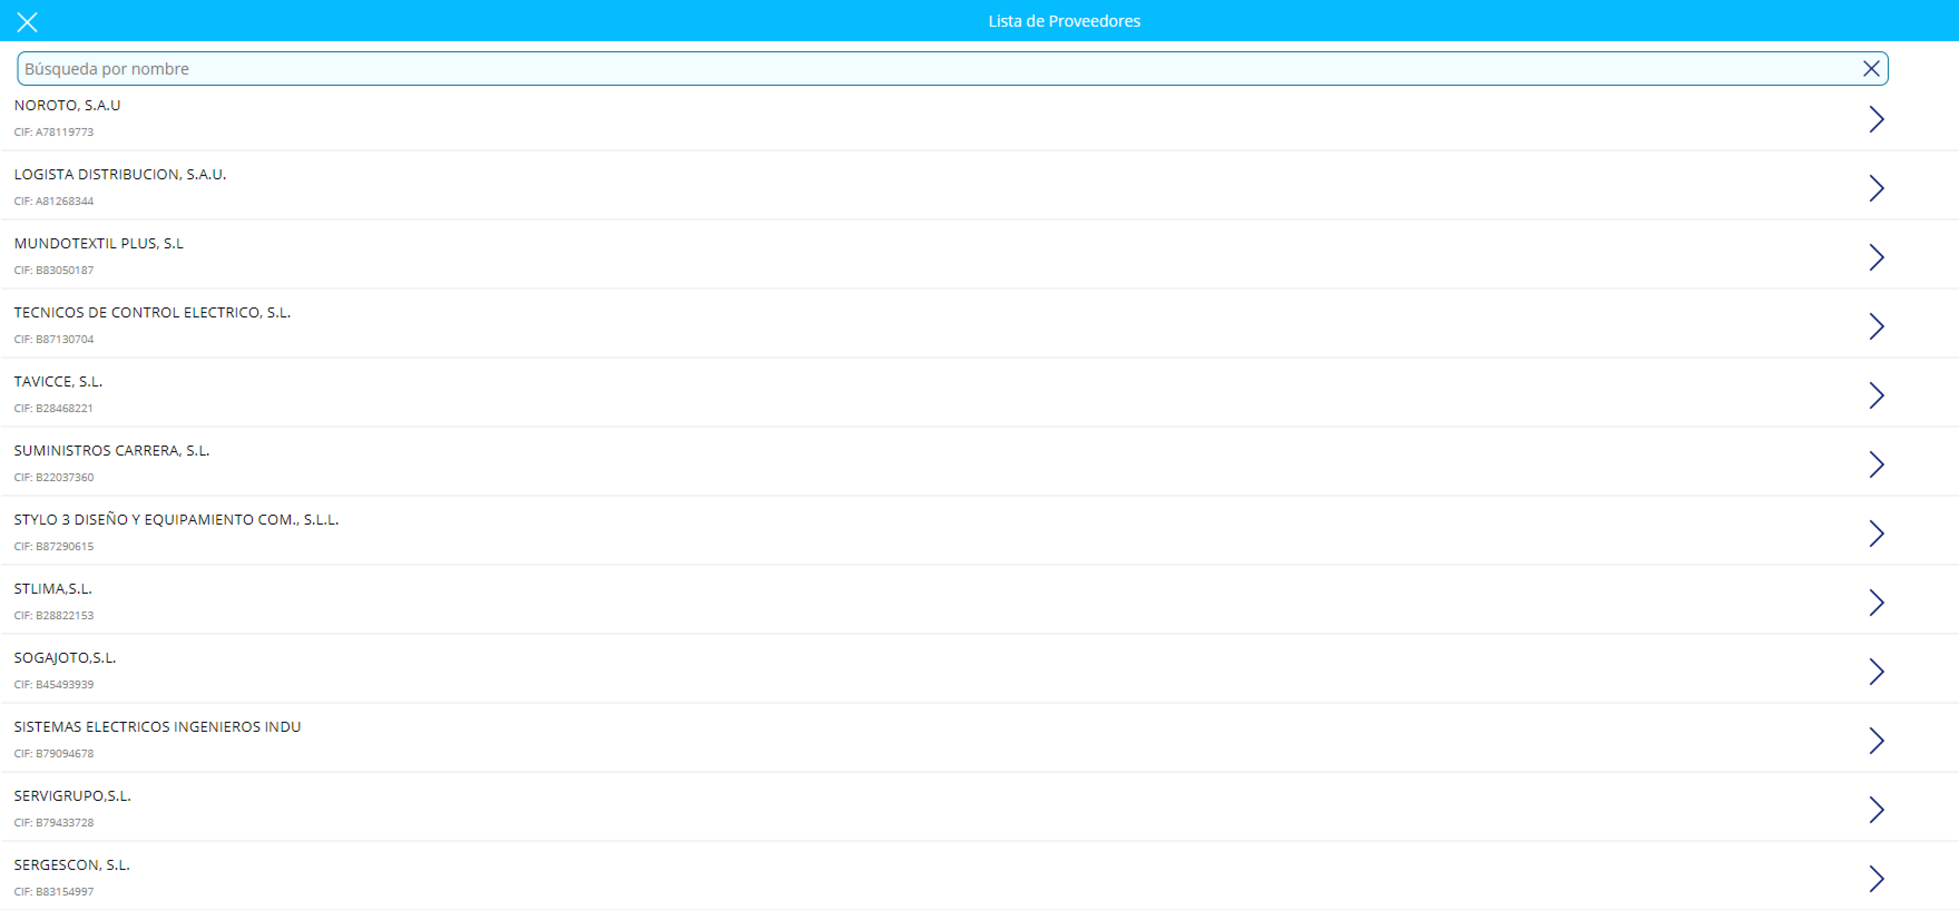 Lista de Proveedores
Búsqueda por nombre
NOROTO, S.A.U
CIF: A78119773
LOGISTA DISTRIBUCION, S.A.U.
CIF: A81268344
MUNDOTEXTIL PLUS, S.L
CIF: B83050187
TECNICOS DE CONTROL ELECTRICO, S.L.
CIF: B87130704
TAVICCE, S.L.
CIF: B28468221
SUMINISTROS CARRERA, S.L.
CIF: B22037360
STYLO 3 DISEÑO Y EQUIPAMIENTO COM., S.L.L.
CIF: B87290615
STLIMA,S.L.
CIF: B28822153
SOGAJOTO,S.L.
CIF: B45493939
SISTEMAS ELECTRICOS INGENIEROS INDU
CIF: B79094678
SERVIGRUPO,S.L.
CIF: B79433728
SERGESCON, S.L.
CIF: B83154997